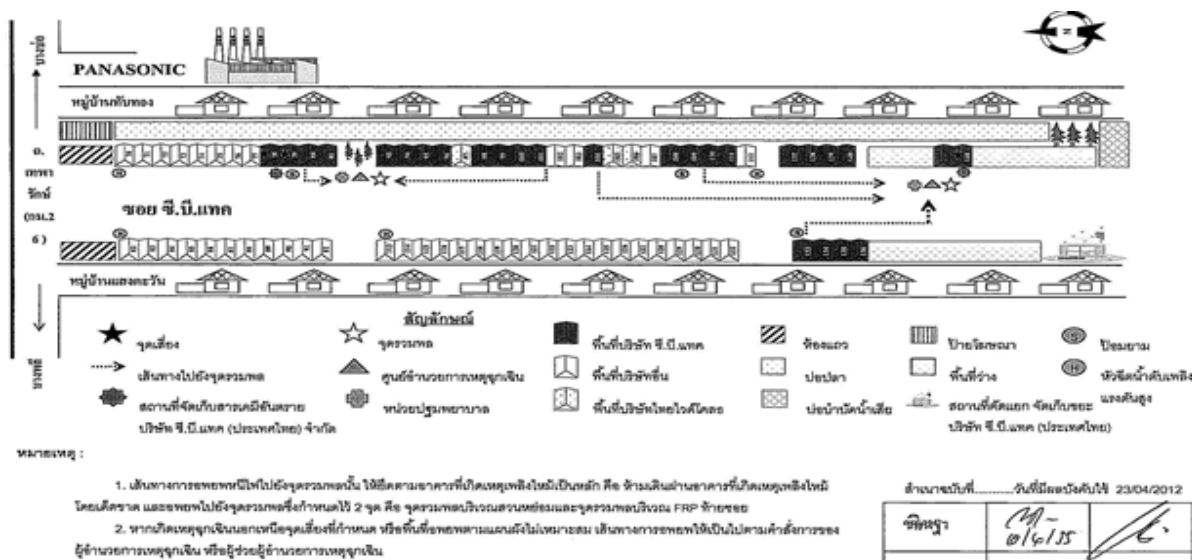 บางบ่อ
PANASONIC
หมู่บ้านทับทอง
ถ.
เทพา
รักษ์
(กม.2
6 )
ซอย ซี.บี.แทค
หมู่บ้านแสงตะวัน
บางพลี
สัญลักษณ์
จุดเสี่ยง
จุดรวมพล
พื้นที่บริษัท ซี.บี.แทค
ห้องแถว
ป้ายโฆษณา
ป้อมยาม
เส้นทางไปยังจุดรวมพล
ศูนย์อำนวยการเหตุฉุกเฉิน
พื้นที่บริษัทอื่น
บ่อปลา
พื้นที่ว่าง
หัวฉีดน้ำดับเพลิง
แรงดันสูง
สถานที่จัดเก็บสารเคมีอันตราย
บริษัท ซี.บี.แทค (ประเทศไทย) จำกัด
หน่วยปฐมพยาบาล
พื้นที่บริษัทไทยไวด์โคลธ
บ่อบำบัดน้ำเสีย
สถานที่คัดแยก จัดเก็บขยะ
บริษัท ซี.บี.แทค (ประเทศไทย)
หมายเหตุ :
1. เส้นทางการอพยพหนีไฟไปยังจุดรวมพลนั้น ให้ยึดตามอาคารที่เกิดเหตุเพลิงไหม้เป็นหลัก คือ ห้ามเดินผ่านอาคารที่เกิดเหตุเพลิงไหม้
โดยเด็ดขาด และอพยพไปยังจุดรวมพลซึ่งกำหนดไว้ 2 จุด คือ จุดรวมพลบริเวณสวนหย่อมและจุดรวมพลบริเวณ FRP ท้ายซอย
2. หากเกิดเหตุฉุกเฉินนอกเหนือจุดเสี่ยงที่กำหนด หรือพื้นที่อพยพตามแผนผังไม่เหมาะสม เส้นทางการอพยพให้เป็นไปตามคำสั่งการของ
ผู้อำนวยการเหตุฉุกเฉิน หรือผู้ช่วยผู้อำนวยการเหตุฉุกเฉิน
สำเนาฉบับที่..........วันที่มีผลบังคับใช้ 23/04/2012